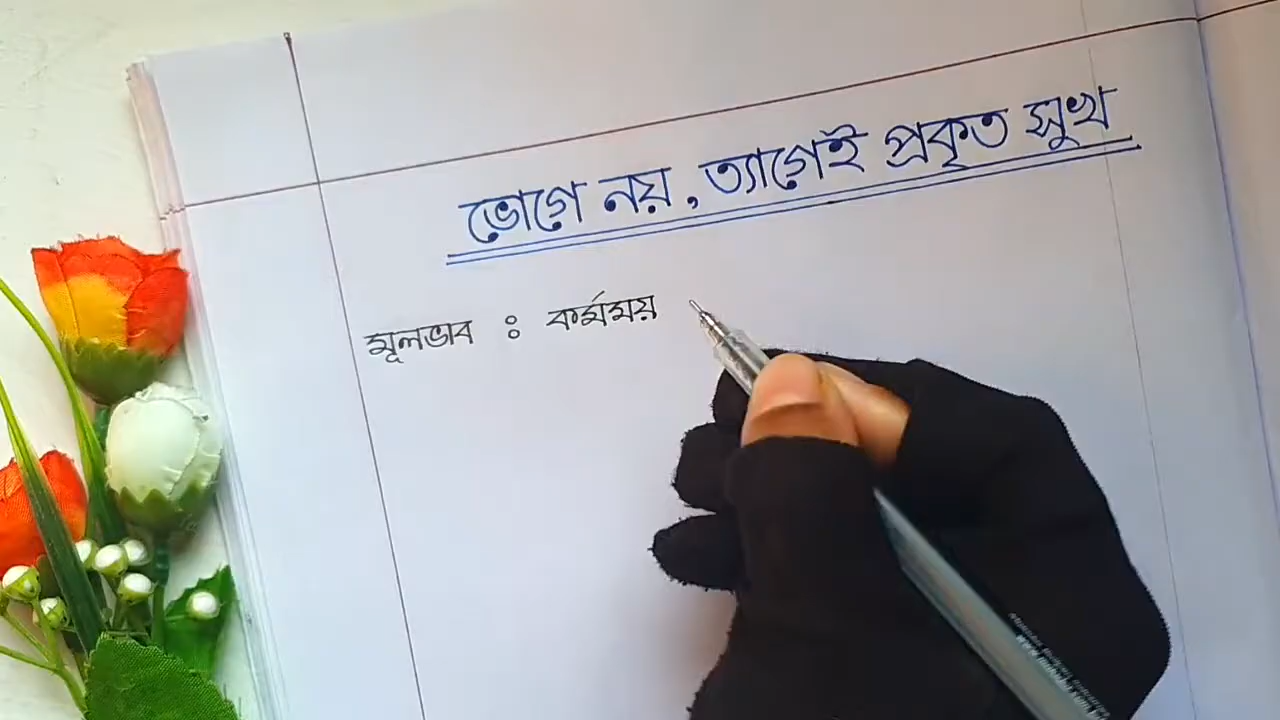 ভোগে নয়, ত্যাগেই প্রকৃত সুখ
মূলভাব : কর্মময়